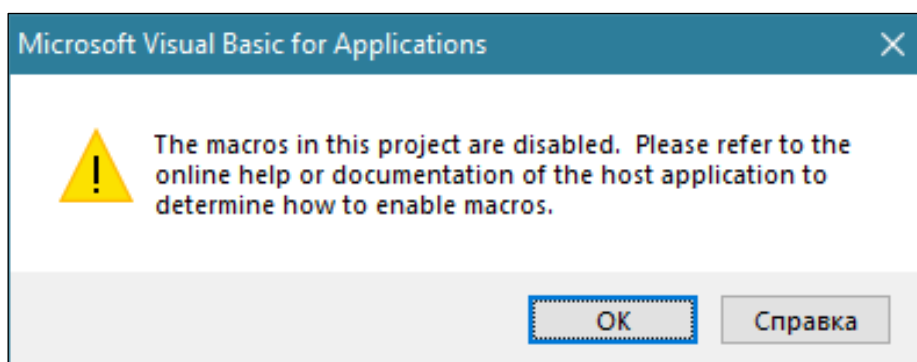 Microsoft Visual Basic for Applications
The macros in this project are disabled.  Please refer to the
online help or documentation of the host application to
determine how to enable macros.
OK
Справка